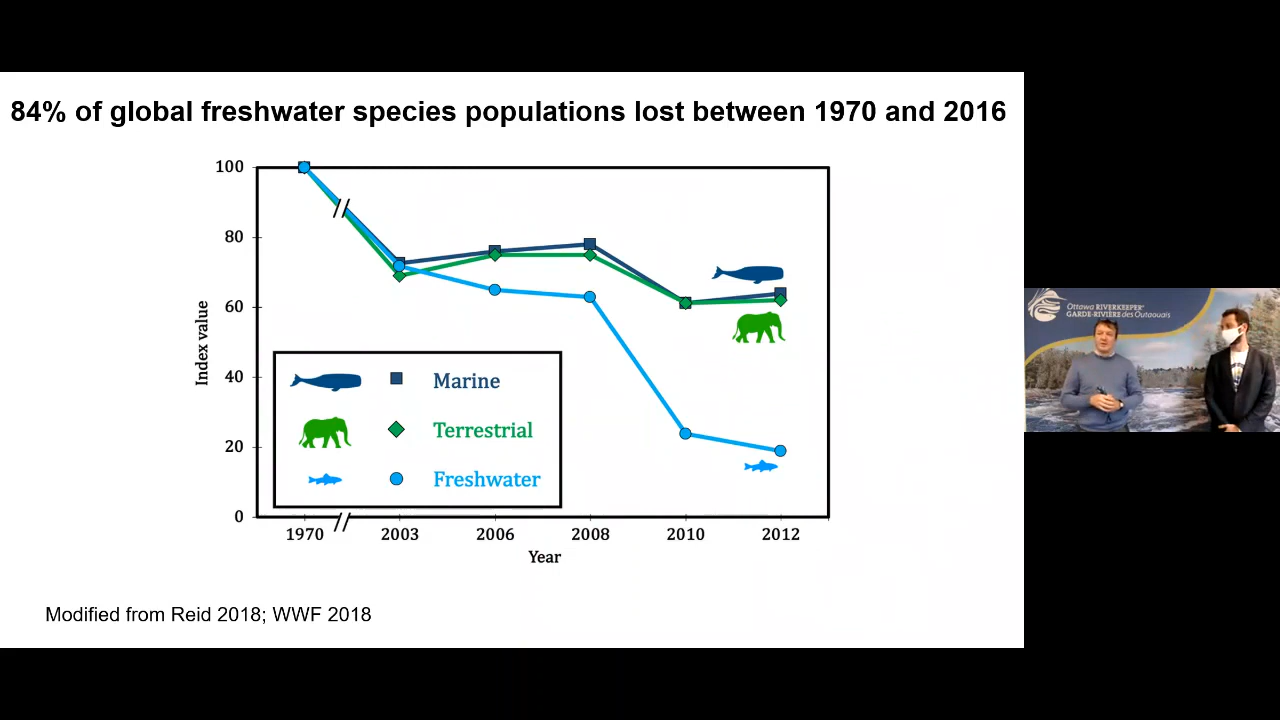 84% of global freshwater species populations lost between 1970 and 2016
100
80
60
40
20
0
Index value
Marine
Terrestrial
Freshwater
1970
2003
2006
2008
2010
2012
Year
Modified from Reid 2018; WWF 2018
Ottawa RIVERKEEPER®
GARDE-RIVIÈRE des Outaouais